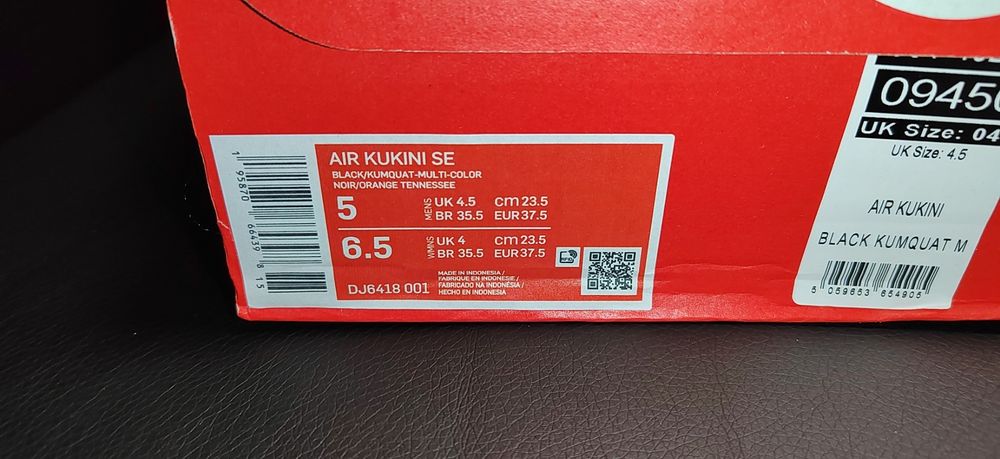 AIR KUKINI SE
BLACK/KUMQUAT-MULTI-COLOR
NOIR/ORANGE TENNESSEE
5 MENS UK 4.5 CM 23.5
BR 35.5 EUR 37.5
6.5 WMNS UK 4 CM 23.5
BR 35.5 EUR 37.5
DJ6418 001
MADE IN INDONESIA /
FABRIQUE EN INDONESIE /
FABRICADO NA INDONÉSIA /
HECHO EN INDONESIA
1 95870 66439 8 15
0945
UK Size: 04
UK Size: 4.5
AIR KUKINI
BLACK KUMQUAT M
5 059653 654905